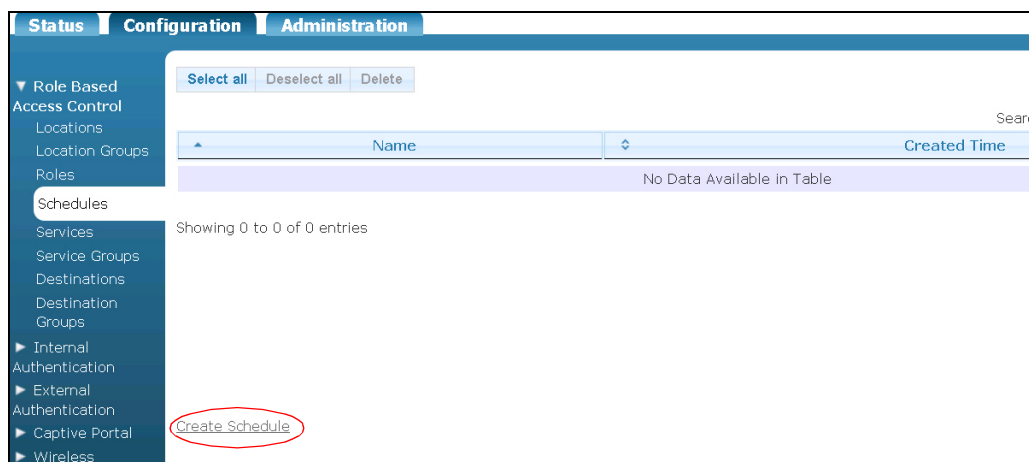 Status Configuration Administration
▼ Role Based
Access Control
Locations
Location Groups
Roles
Schedules
Services
Service Groups
Destinations
Destination
Groups
► Internal
Authentication
► External
Authentication
► Captive Portal
► Wireless
Select all Deselect all Delete
Name Created Time
No Data Available in Table
Showing 0 to 0 of 0 entries
Create Schedule